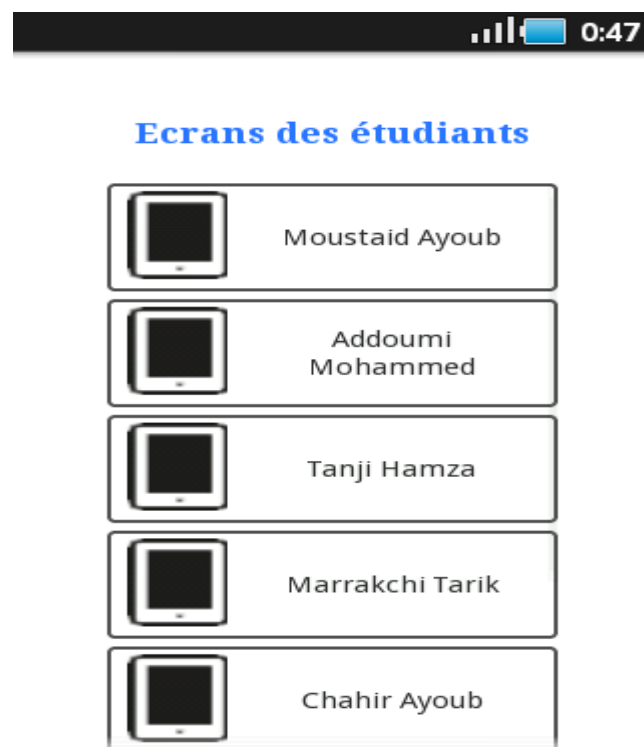 0:47
Ecrans des étudiants
Moustaid Ayoub
Addoumi
Mohammed
Tanji Hamza
Marrakchi Tarik
Chahir Ayoub